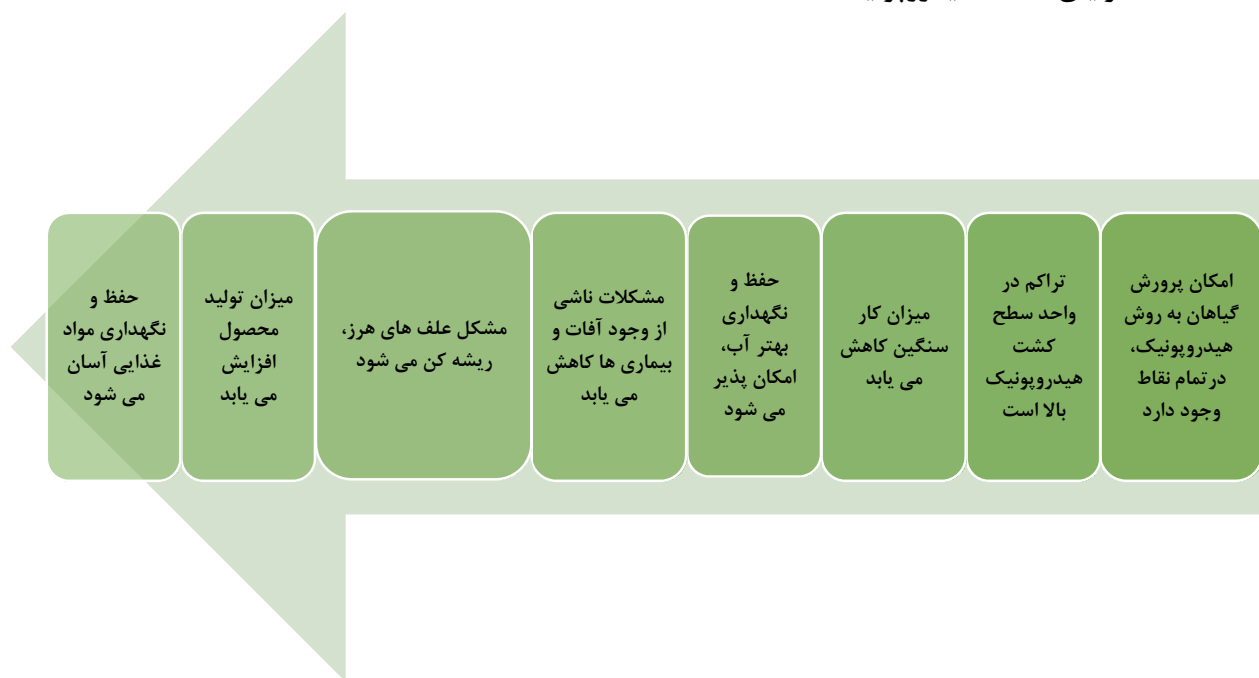 امکان پرورش
گیاهان به روش
هیدروپونیک،
درتمام نقاط
وجود دارد
تراکم در
واحد سطح
کشت
هیدروپونیک
بالا است
میزان کار
سنگین کاهش
می یابد
حفظ و
نگهداری
بهتر آب،
امکان پذیر
می شود
مشکلات ناشی
از وجود آفات و
بیماری ها کاهش
می یابد
مشکل علف های هرز،
ریشه کن می شود
میزان تولید
محصول
افزایش
می یابد
حفظ و
نگهداری مواد
غذایی آسان
می شود